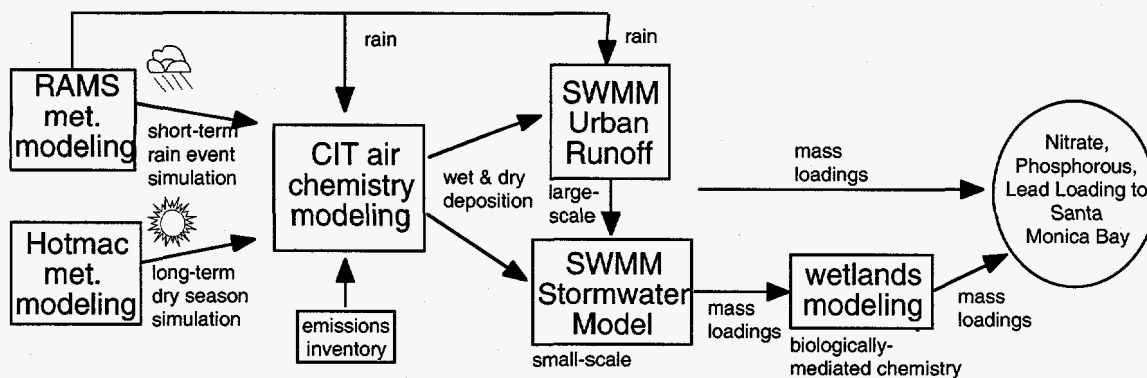 rain
rain
RAMS
met.
modeling
short-term
rain event
simulation
Hotmac
met.
modeling
long-term
dry season
simulation
CIT air
chemistry
modeling
emissions
inventory
wet & dry
deposition
SWMM
Urban
Runoff
large-
scale
SWMM
Stormwater
Model
small-scale
mass
loadings
mass
loadings
wetlands
modeling
biologically-
mediated chemistry
mass
loadings
Nitrate,
Phosphorous,
Lead Loading to
Santa
Monica Bay